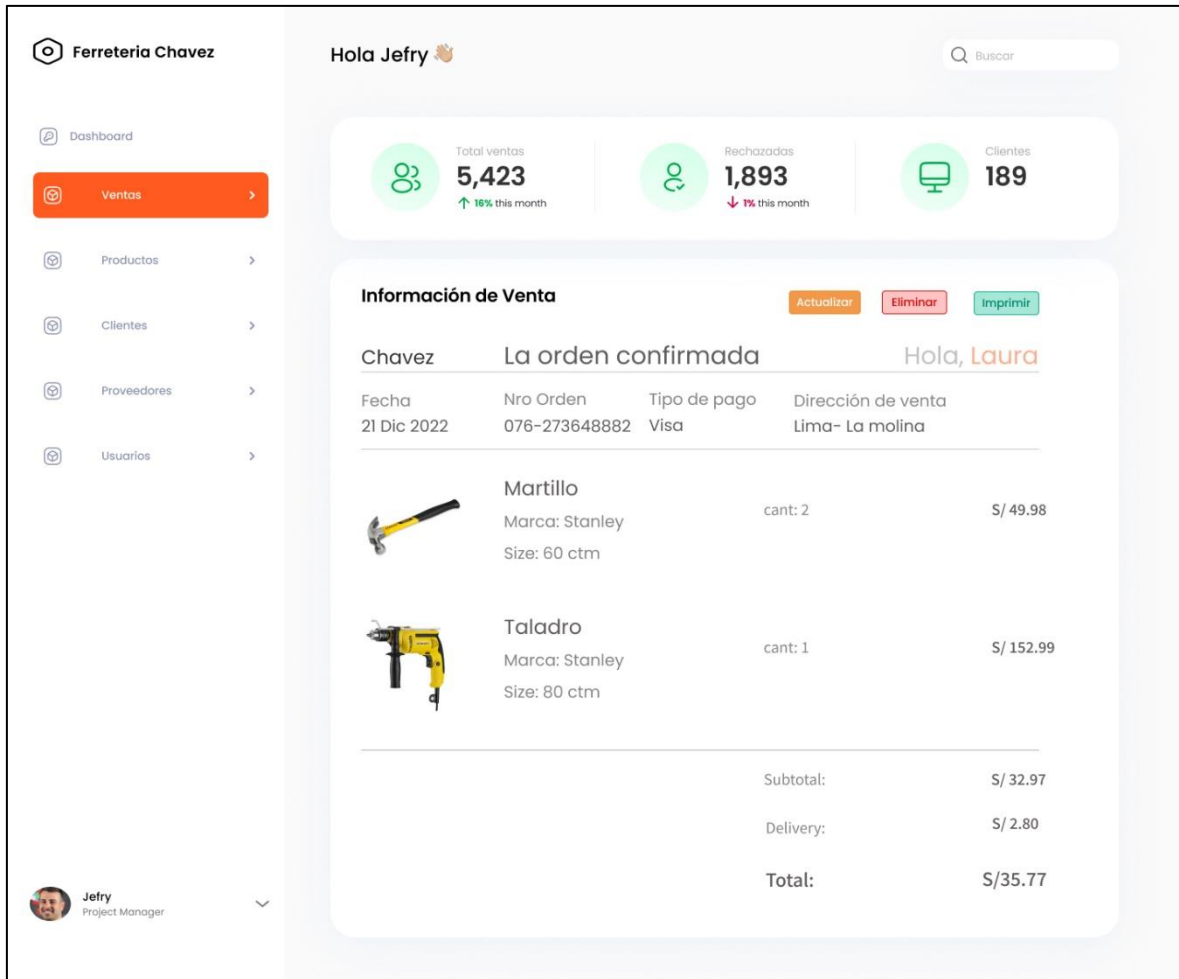 Ferreteria Chavez
Hola Jefry 👋🏼
Buscar
Dashboard
Ventas
Productos
Clientes
Proveedores
Usuarios
Jefry
Project Manager
Total ventas
5,423
16% this month
Rechazadas
1,893
1% this month
Clientes
189
Información de Venta
Actualizar
Eliminar
Imprimir
Chavez La orden confirmada Hola, Laura
Fecha Nro Orden Tipo de pago Dirección de venta
21 Dic 2022 076-273648882 Visa Lima- La molina
Martillo
Marca: Stanley
Size: 60 ctm
cant: 2
S/ 49.98
Taladro
Marca: Stanley
Size: 80 ctm
cant: 1
S/ 152.99
Subtotal: S/ 32.97
Delivery: S/ 2.80
Total: S/35.77